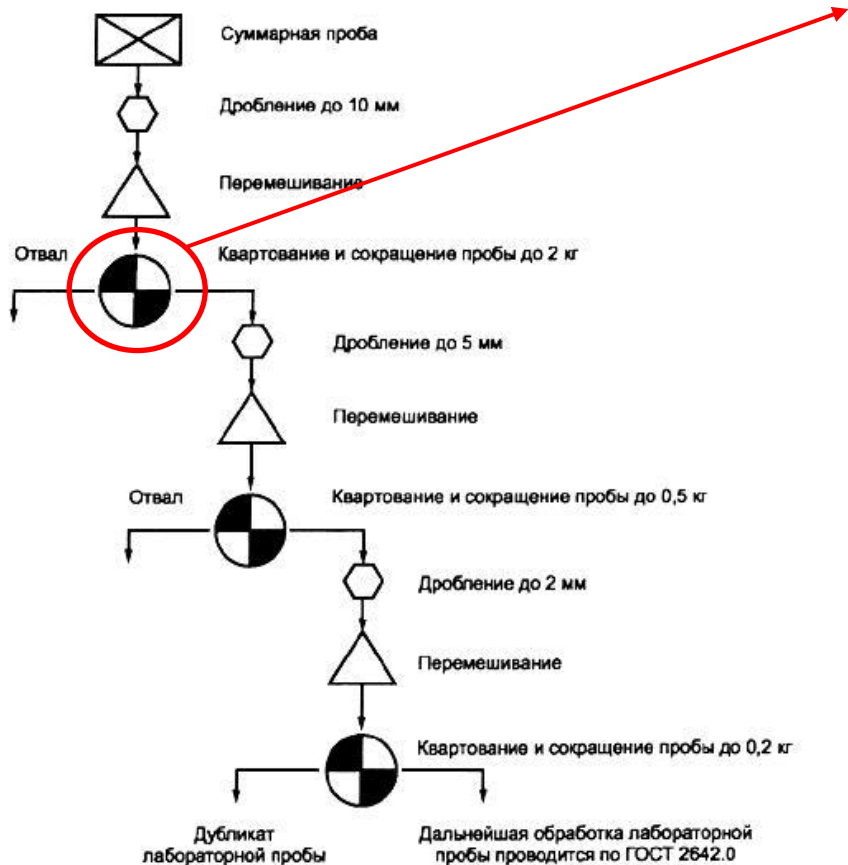 Суммарная проба
Дробление до 10 мм
Перемешивание
Отвал
Квартование и сокращение пробы до 2 кг
Дробление до 5 мм
Перемешивание
Отвал
Квартование и сокращение пробы до 0,5 кг
Дробление до 2 мм
Перемешивание
Квартование и сокращение пробы до 0,2 кг
Дубликат
лабораторной пробы
Дальнейшая обработка лабораторной
пробы проводится по ГОСТ 2642.0